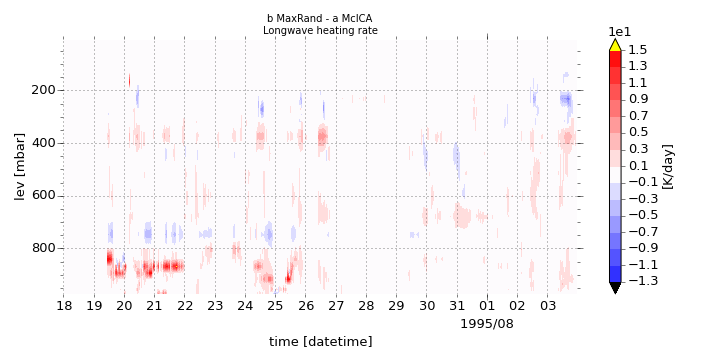 b MaxRand - a McICA
Longwave heating rate
1e1
lev [mbar]
200
400
600
800
18 19 20 21 22 23 24 25 26 27 28 29 30 31 01 02 03
1995/08
time [datetime]
1.5
1.3
1.1
0.9
0.7
0.5
0.3
0.1
−0.1
−0.3
−0.5
−0.7
−0.9
−1.1
−1.3
[K/day]